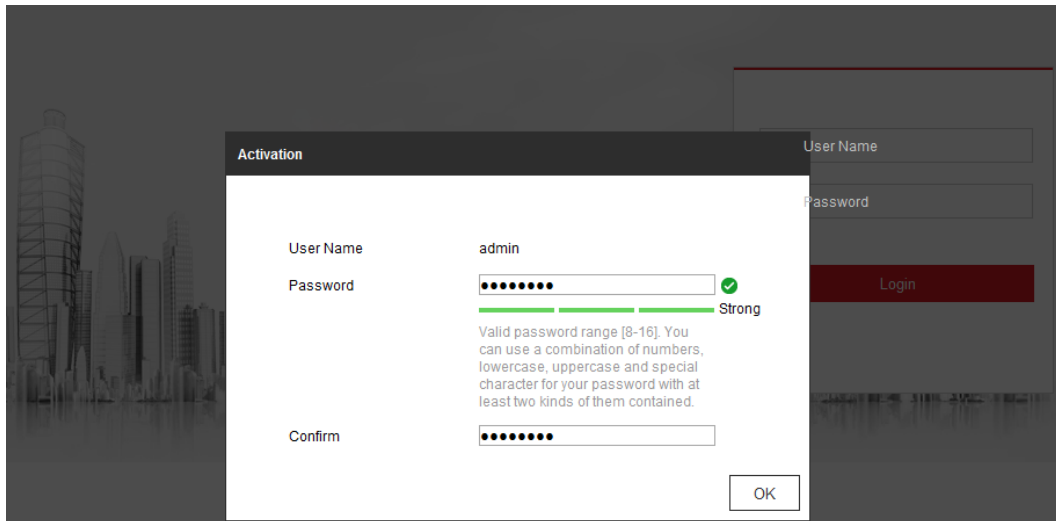 User Name
Activation
Password
User Name admin
Password ••••••••
Strong
Login
Valid password range [8-16]. You
can use a combination of numbers,
lowercase, uppercase and special
character for your password with at
least two kinds of them contained.
Confirm ••••••••
OK